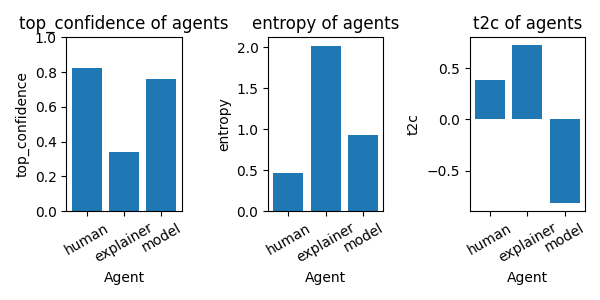 top_confidence of agents
1.0
0.8
0.6
0.4
0.2
0.0
top_confidence
human
explainer
model
Agent
entropy of agents
2.0
1.5
1.0
0.5
0.0
entropy
human
explainer
model
Agent
t2c of agents
0.5
0.0
−0.5
t2c
human
explainer
model
Agent